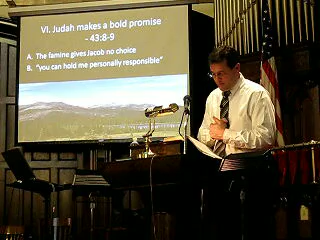 VI. Judah makes a bold promise
- 43:8-9
A. The famine gives Jacob no choice
B. "you can hold me personally responsible"